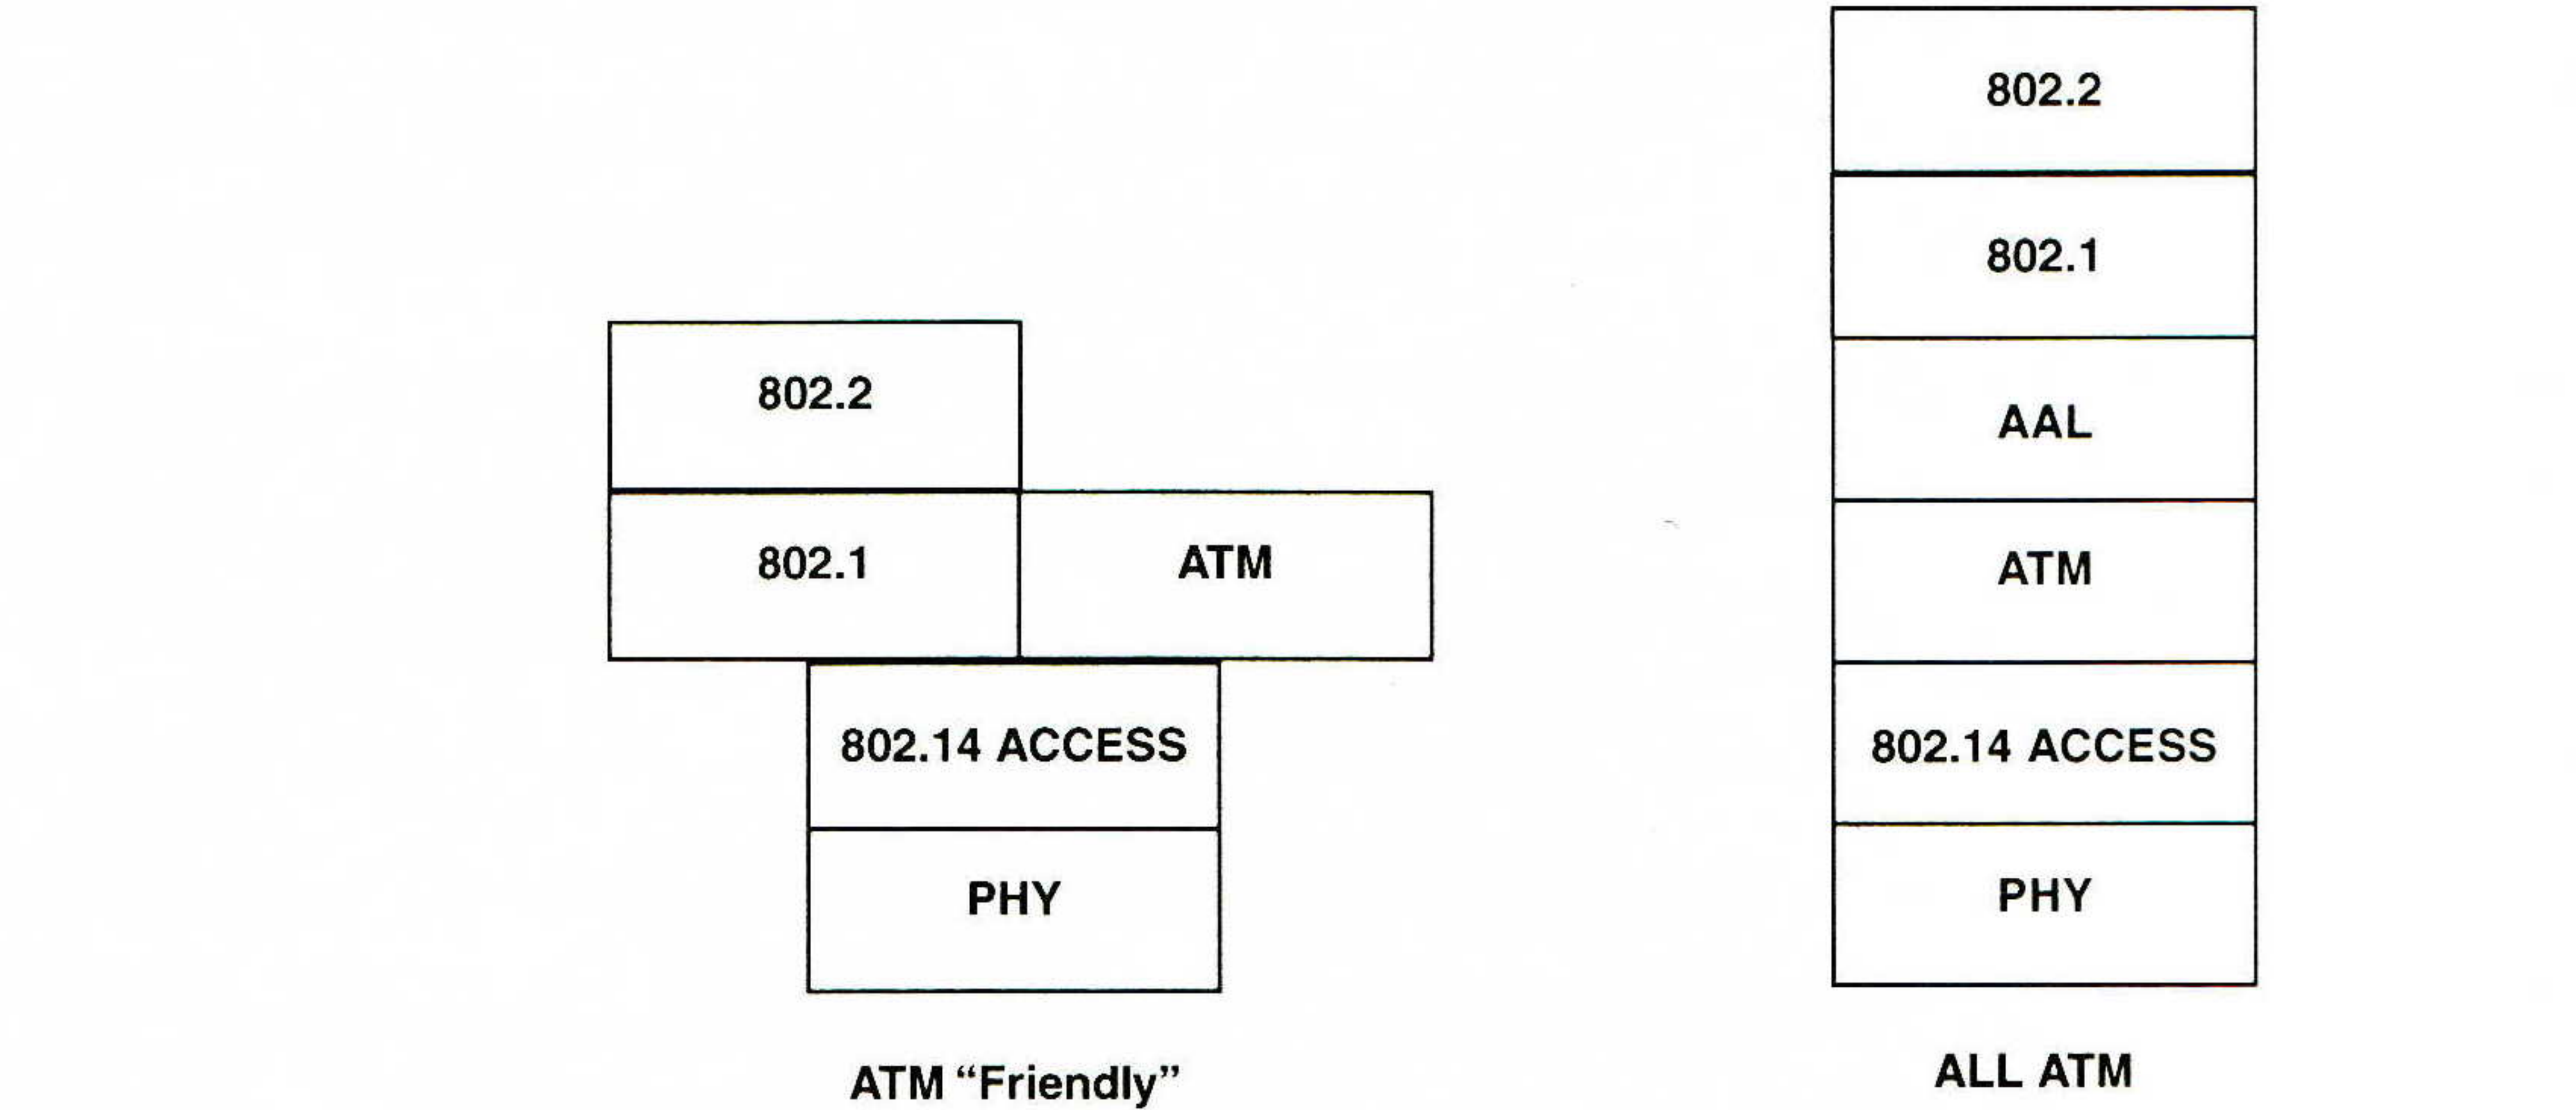 802.2
802.1
ATM
802.14 ACCESS
PHY
ATM “Friendly”
802.2
802.1
AAL
ATM
802.14 ACCESS
PHY
ALL ATM